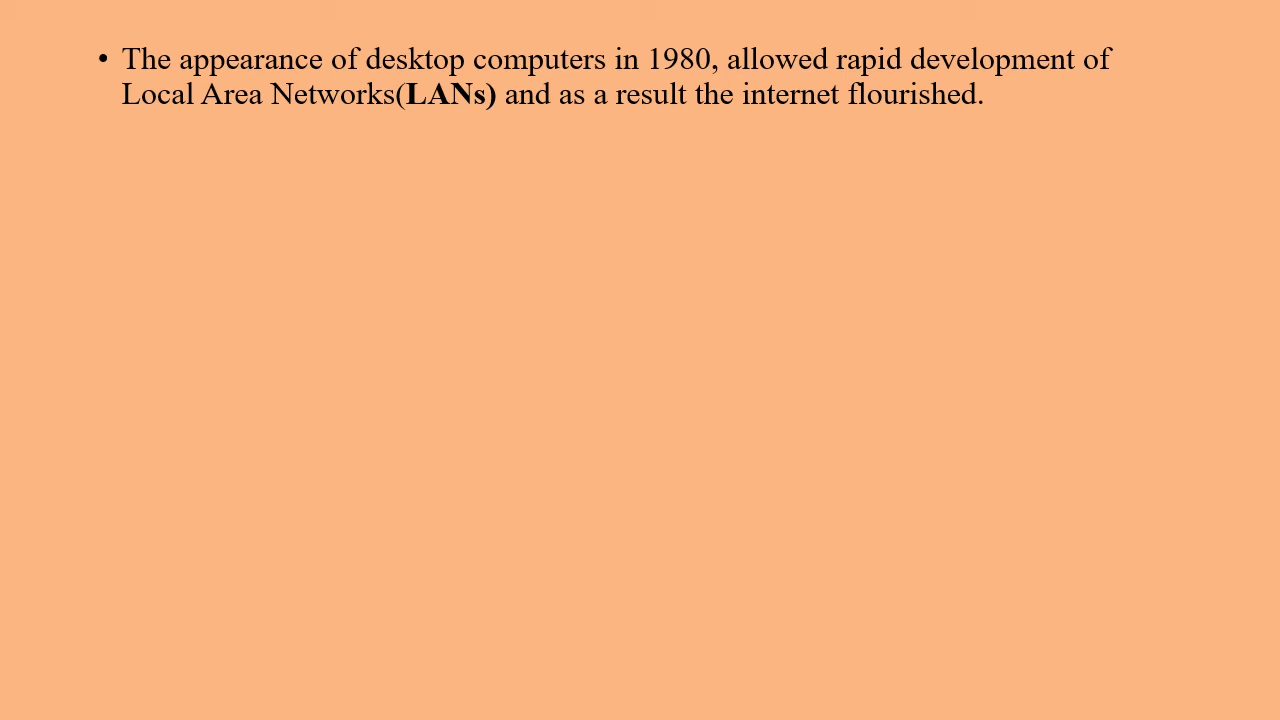 • The appearance of desktop computers in 1980, allowed rapid development of
Local Area Networks(LANs) and as a result the internet flourished.